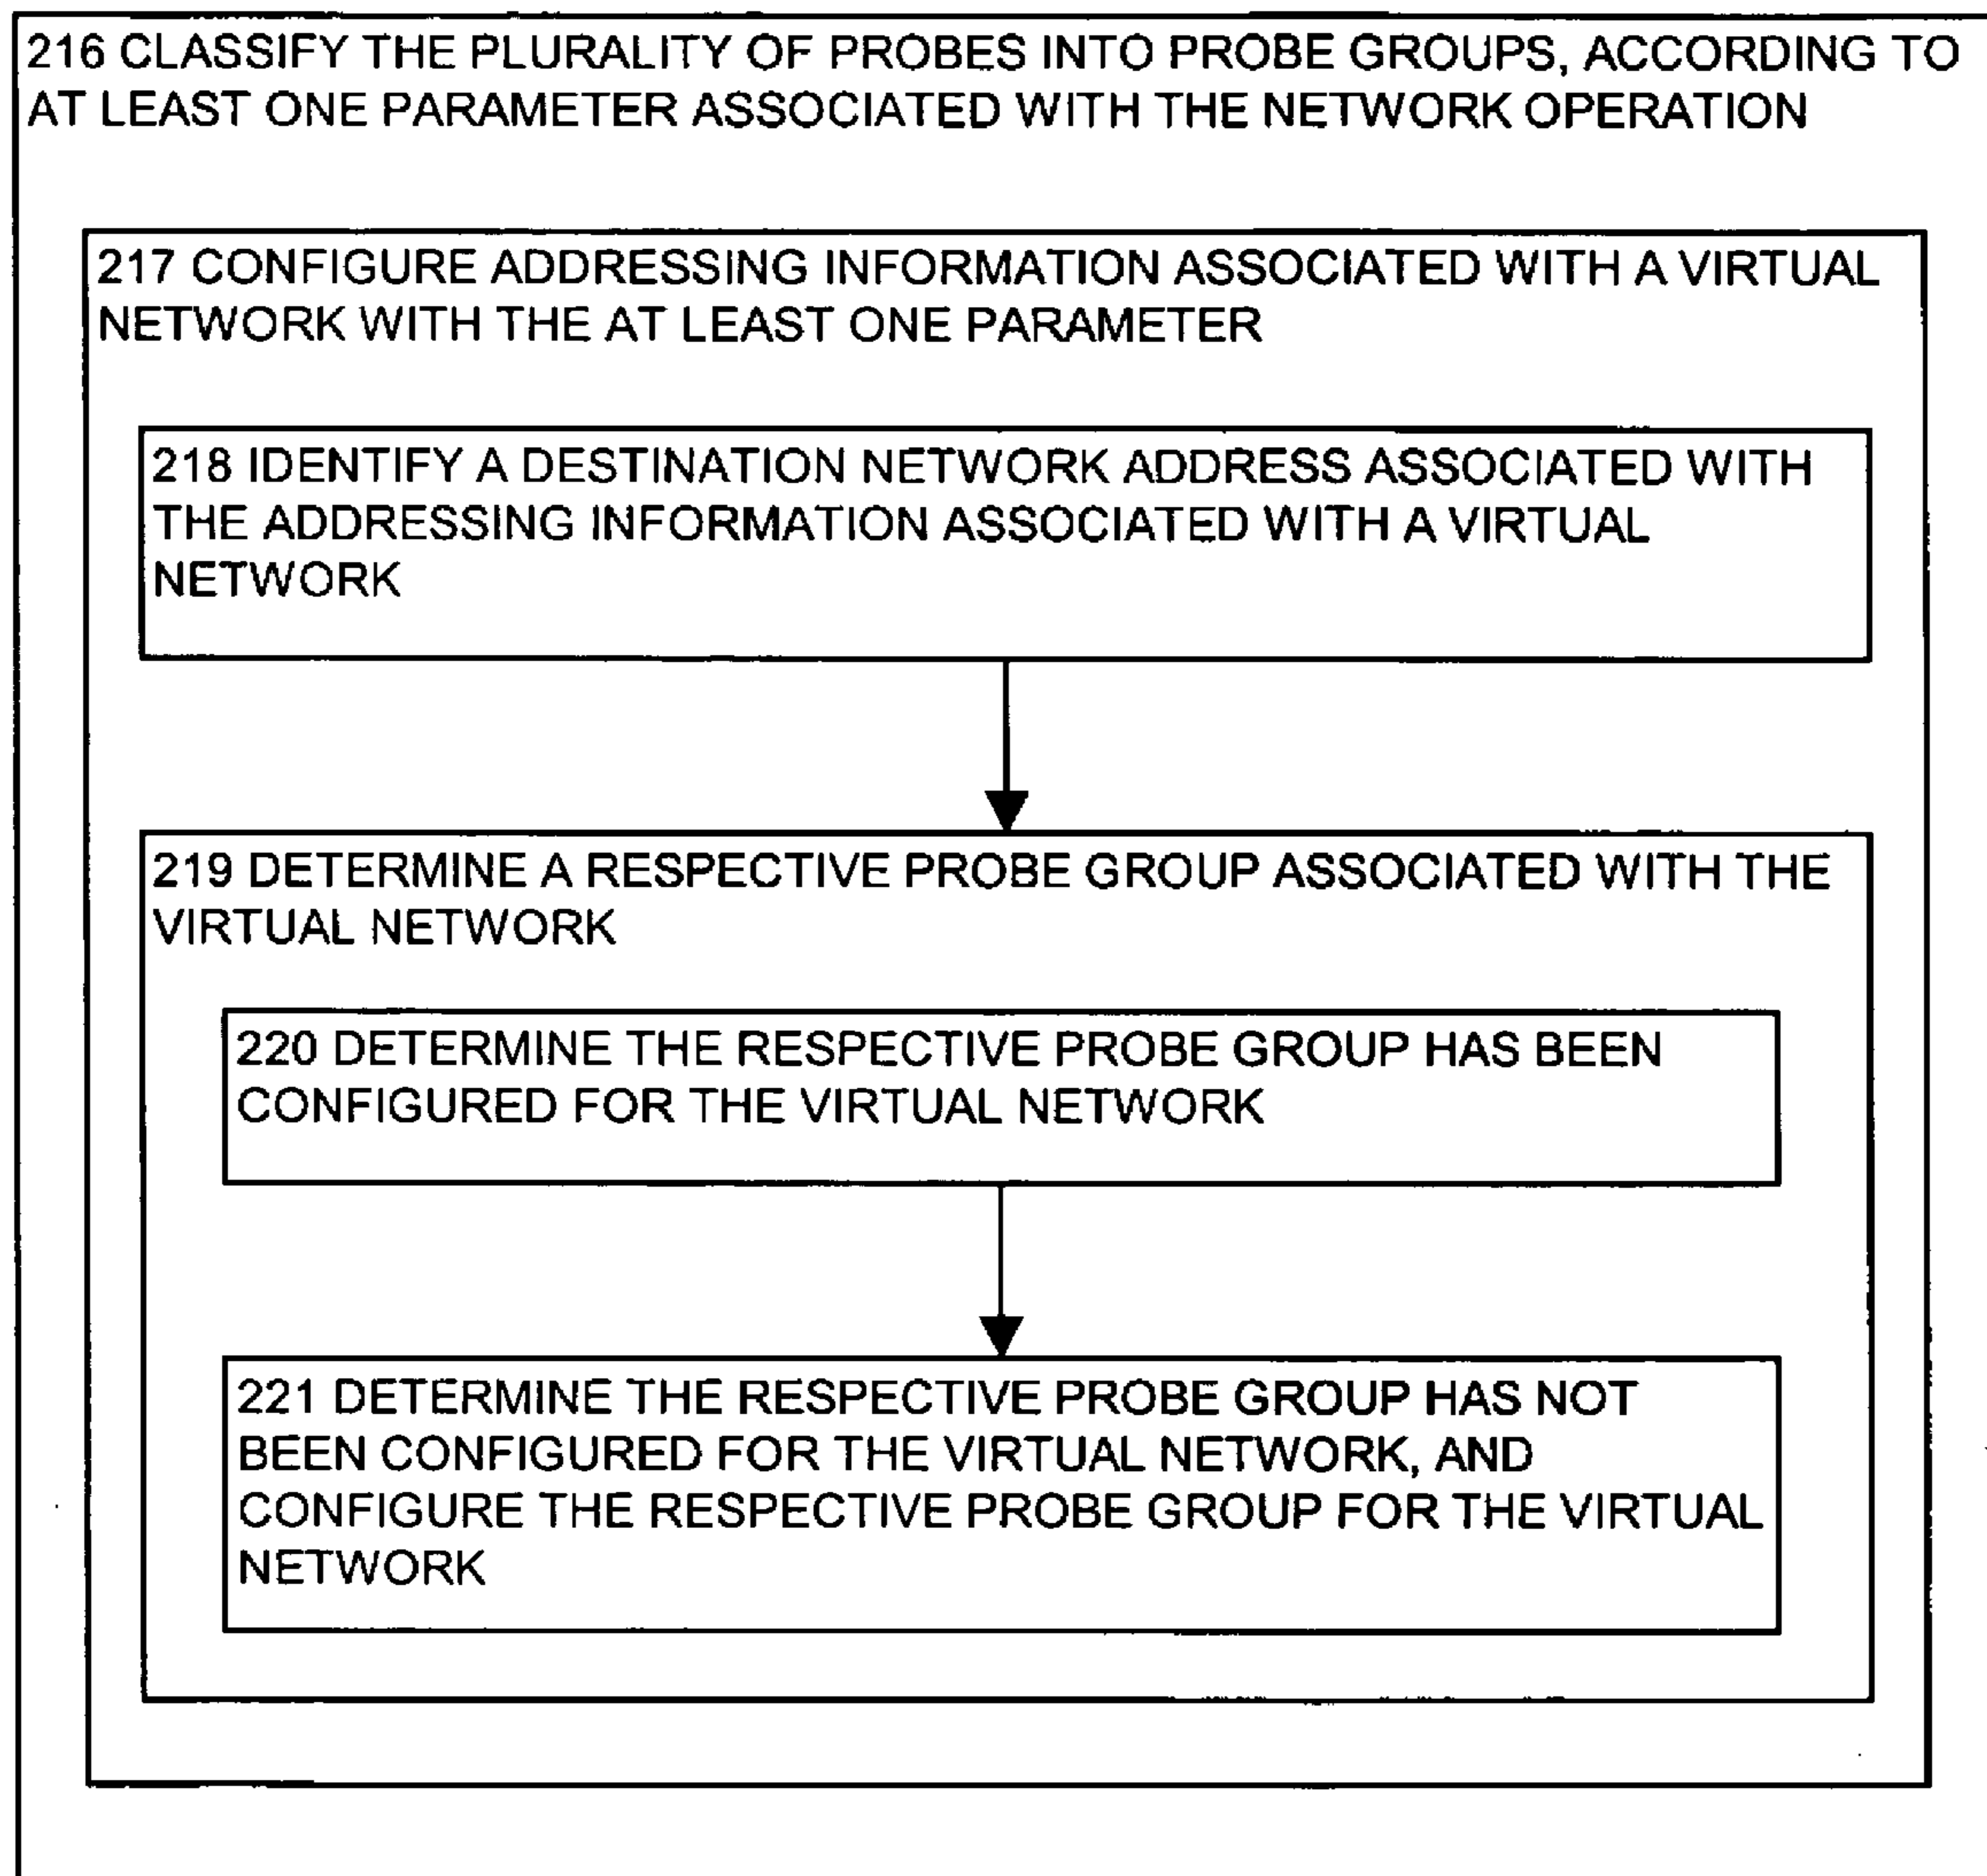 216 CLASSIFY THE PLURALITY OF PROBES INTO PROBE GROUPS, ACCORDING TO
AT LEAST ONE PARAMETER ASSOCIATED WITH THE NETWORK OPERATION
217 CONFIGURE ADDRESSING INFORMATION ASSOCIATED WITH A VIRTUAL
NETWORK WITH THE AT LEAST ONE PARAMETER
218 IDENTIFY A DESTINATION NETWORK ADDRESS ASSOCIATED WITH
THE ADDRESSING INFORMATION ASSOCIATED WITH A VIRTUAL
NETWORK
219 DETERMINE A RESPECTIVE PROBE GROUP ASSOCIATED WITH THE
VIRTUAL NETWORK
220 DETERMINE THE RESPECTIVE PROBE GROUP HAS BEEN
CONFIGURED FOR THE VIRTUAL NETWORK
221 DETERMINE THE RESPECTIVE PROBE GROUP HAS NOT
BEEN CONFIGURED FOR THE VIRTUAL NETWORK, AND
CONFIGURE THE RESPECTIVE PROBE GROUP FOR THE VIRTUAL
NETWORK